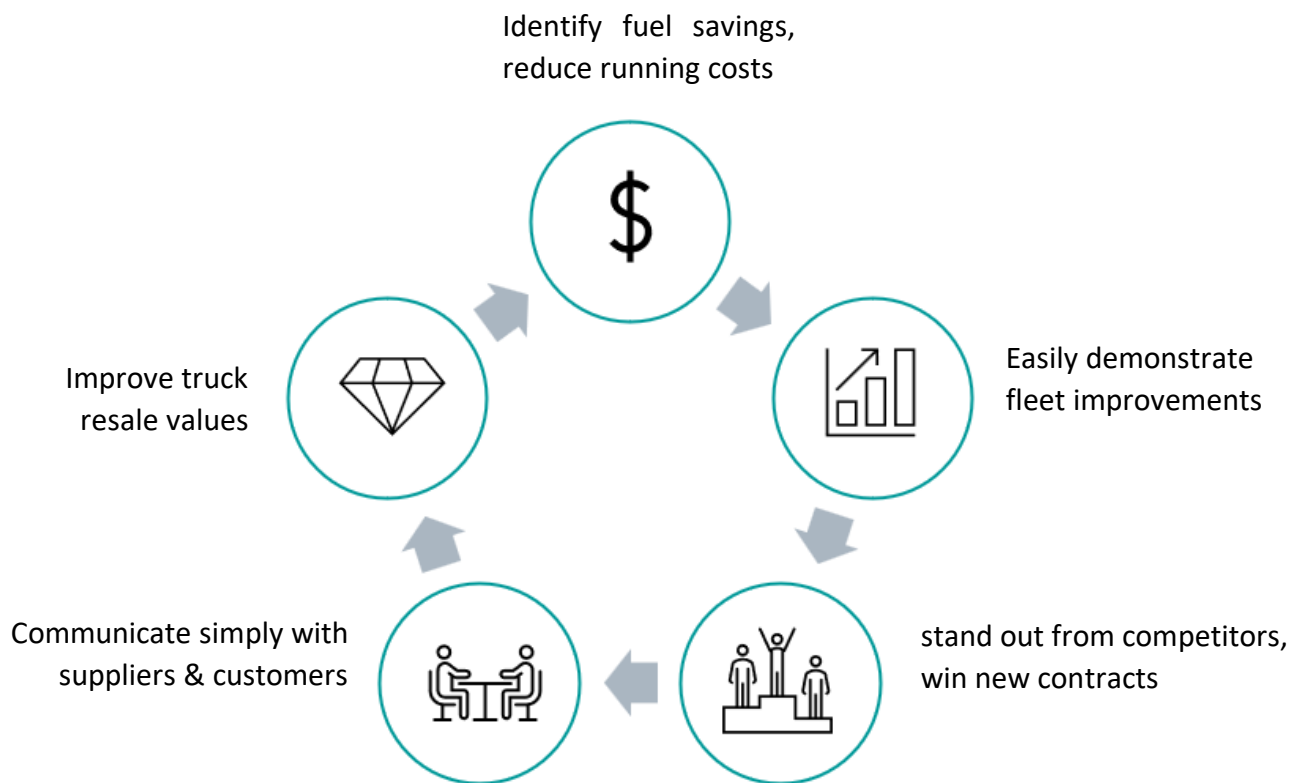 Identify fuel savings,
reduce running costs
$
Easily demonstrate
fleet improvements
stand out from competitors,
win new contracts
Communicate simply with
suppliers & customers
Improve truck
resale values